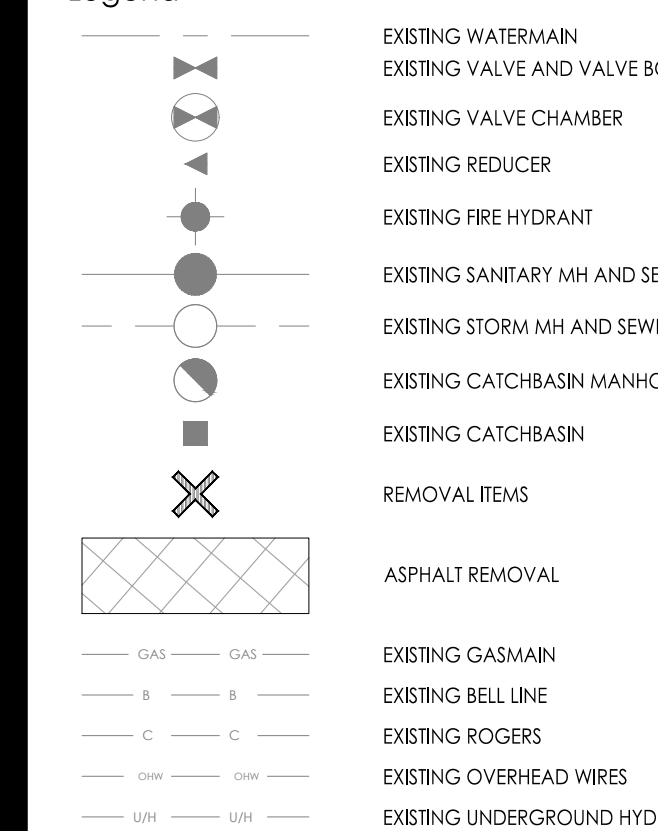 Legend
EXISTING WATERMAIN
EXISTING VALVE AND VALVE
EXISTING VALVE CHAMBER
EXISTING REDUCER
EXISTING FIRE HYDRANT
EXISTING SANITARY MH AND
EXISTING STORM MH AND
EXISTING CATCHBASIN
EXISTING CATCHBASIN
REMOVAL ITEMS
ASPHALT REMOVAL
GAS GAS EXISTING GASMAIN
B B EXISTING BELL LINE
C C EXISTING ROGERS
OHW OHW EXISTING OVERHEAD WIRES
U/H U/H EXISTING UNDERGROUND